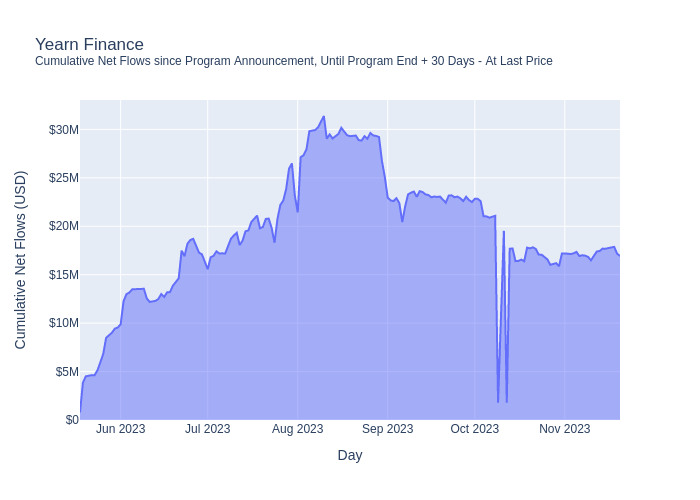 Yearn Finance
Cumulative Net Flows since Program Announcement, Until Program End + 30 Days - At Last Price
Cumulative Net Flows (USD)
$30M
$25M
$20M
$15M
$10M
$5M
$0
Jun 2023 Jul 2023 Aug 2023 Sep 2023 Oct 2023 Nov 2023
Day